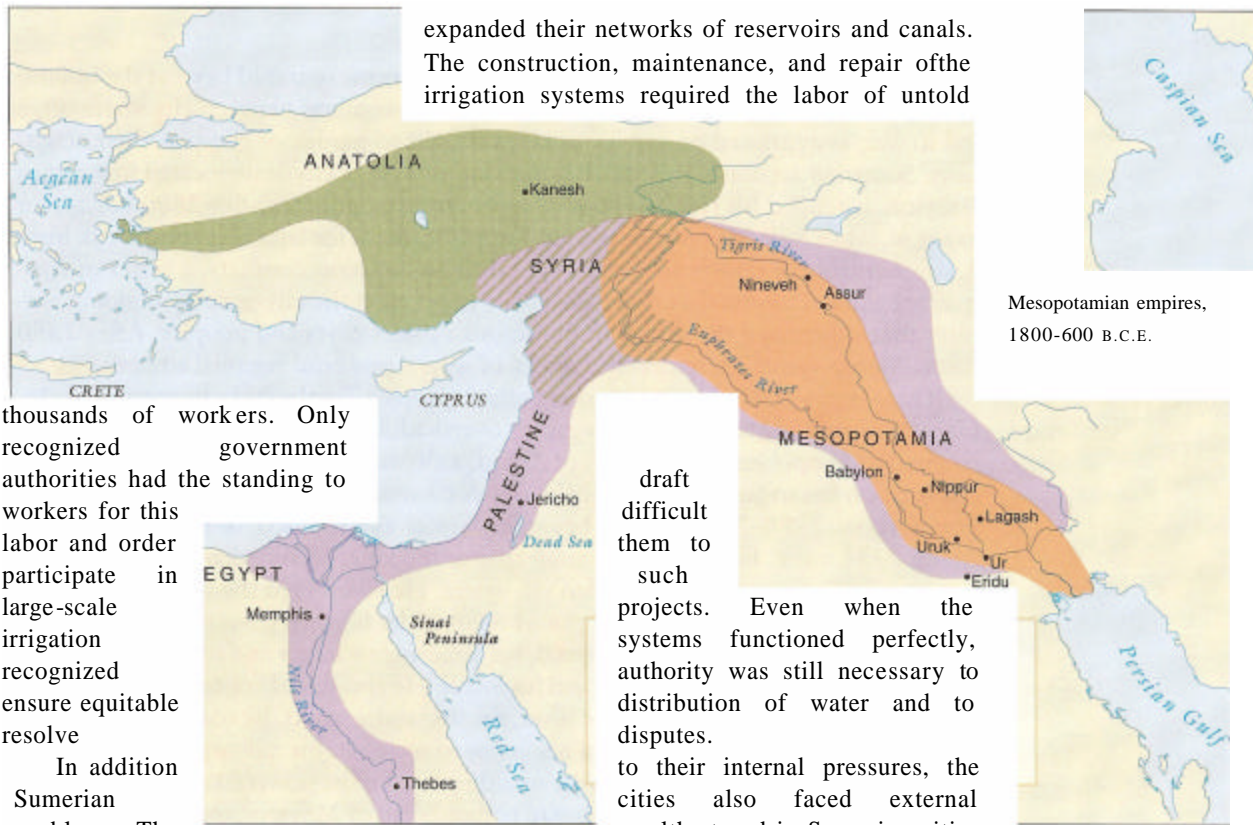 expanded their networks of reservoirs and canals.
The construction, maintenance, and repair ofthe
irrigation systems required the labor of untold
Caspian Sea
ANATOLIA
Aegean
Sea
Kanesh
SYRIA
Tigris River
Nineveh
Assur
Mesopotamian empires,
1800-600 B.C.E.
Euphrates River
CRETE
CYPRUS
thousands of workers. Only
recognized government
authorities had the standing to
workers for this
labor and order
participate in
large-scale
irrigation
recognized
ensure equitable
resolve
In addition
Sumerian
PALESTINE
Jericho
Dead Sea
EGYPT
Memphis
Sinai
Peninsula
Nile River
Red Sea
Thebes
MESOPOTAMIA
Babylon
Nippur
Lagash
Uruk
Ur
Eridu
Persian Gulf
draft
difficult
them to
such
projects. Even when the
systems functioned perfectly,
authority was still necessary to
distribution of water and to
disputes.
to their internal pressures, the
cities also faced external